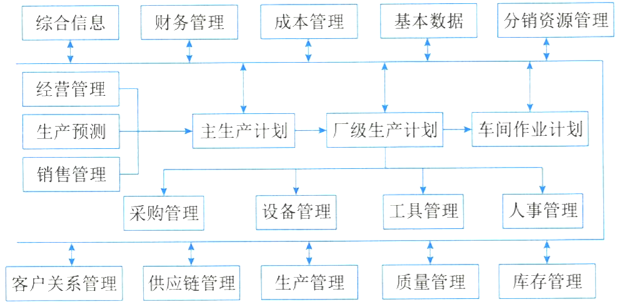 综合信息
财务管理
成本管理
基本数据
分销资源管理
经营管理
生产预测
销售管理
主生产计划
厂级生产计划
车间作业计划
采购管理
设备管理
工具管理
人事管理
客户关系管理
供应链管理
生产管理
质量管理
库存管理